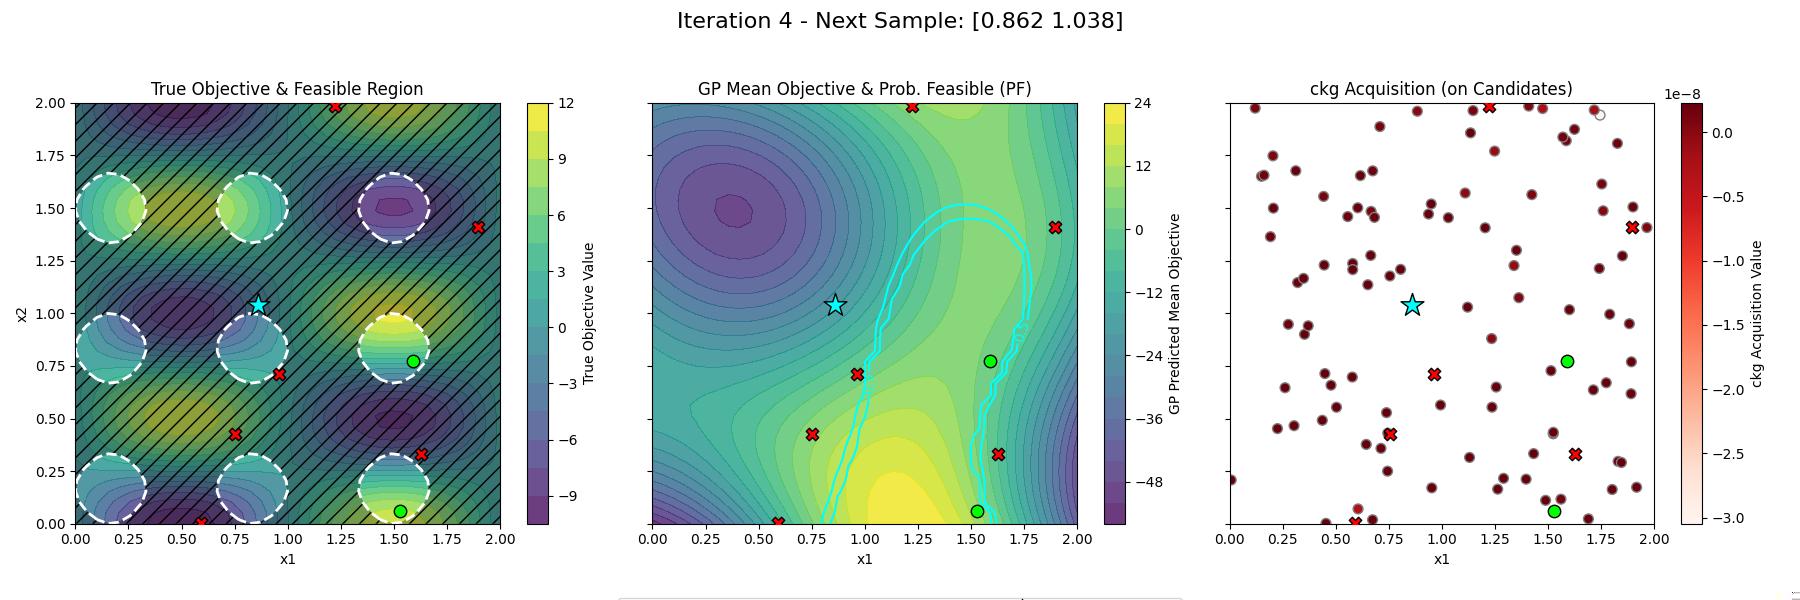 Iteration 4 - Next Sample: [0.862 1.038]
True Objective & Feasible Region
GP Mean Objective & Prob. Feasible (PF)
ckg Acquisition (on Candidates)
1e−8
2.00
1.75
1.50
1.25
1.00
0.75
0.50
0.25
0.00
x2
0.00 0.25 0.50 0.75 1.00 1.25 1.50 1.75 2.00
x1
12
9
6
3
0
−3
−6
−9
True Objective Value
0.00 0.25 0.50 0.75 1.00 1.25 1.50 1.75 2.00
x1
24
12
0
−12
−24
−36
−48
GP Predicted Mean Objective
0.00 0.25 0.50 0.75 1.00 1.25 1.50 1.75 2.00
x1
0.0
−0.5
−1.0
−1.5
−2.0
−2.5
−3.0
ckg Acquisition Value